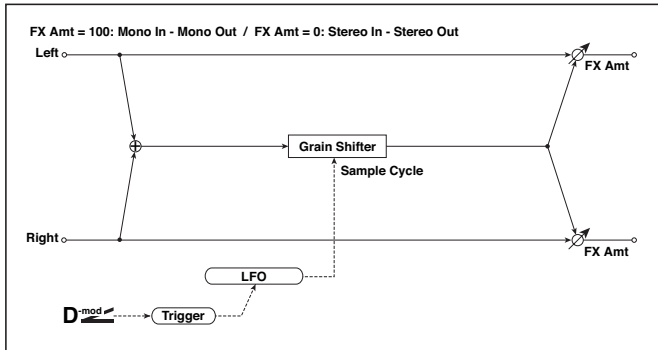 FX Amt = 100: Mono In - Mono Out / FX Amt = 0: Stereo In - Stereo Out
Left
FX Amt
Grain Shifter
Sample Cycle
Right
FX Amt
LFO
D-mod
Trigger